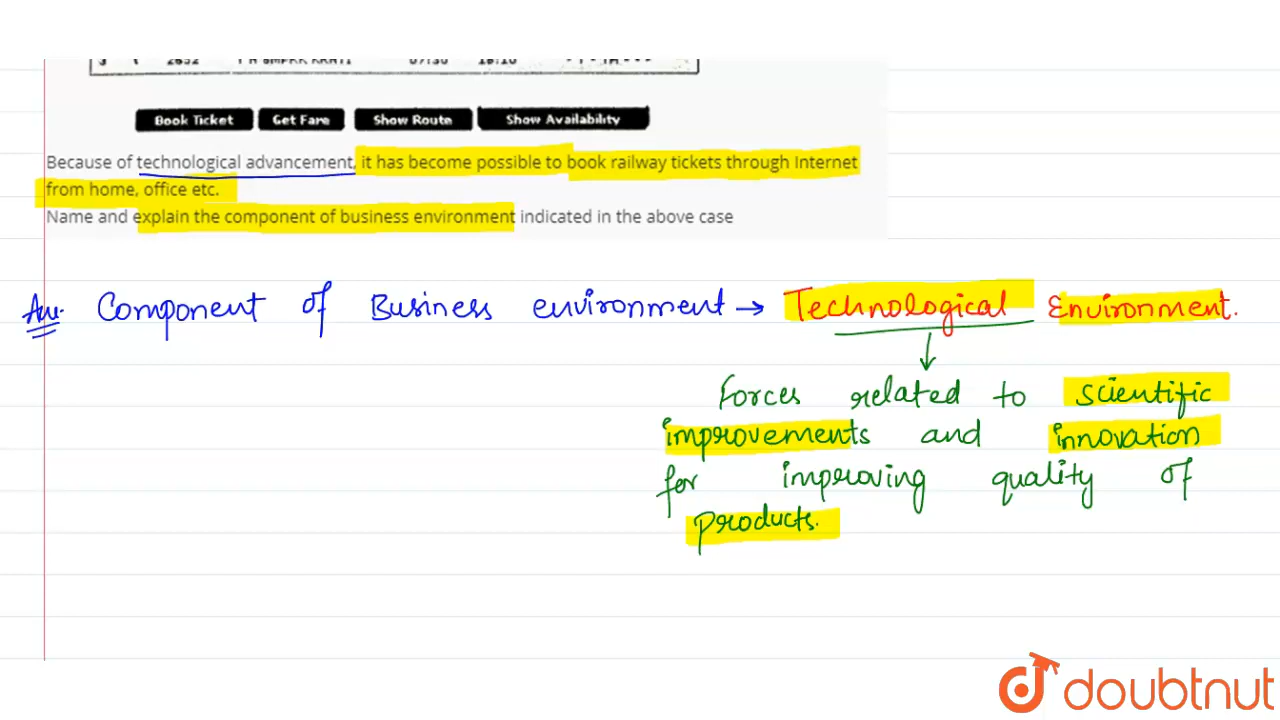 Book Ticket Get Fare Show Route Show Availability
Because of technological advancement, it has become possible to book railway tickets through Internet
from home, office etc.
Name and explain the component of business environment indicated in the above case
Ans. Component of Business environment → Technological Environment.
Forces related to scientific
improvements and innovation
for improving quality of
products.
doubtnut